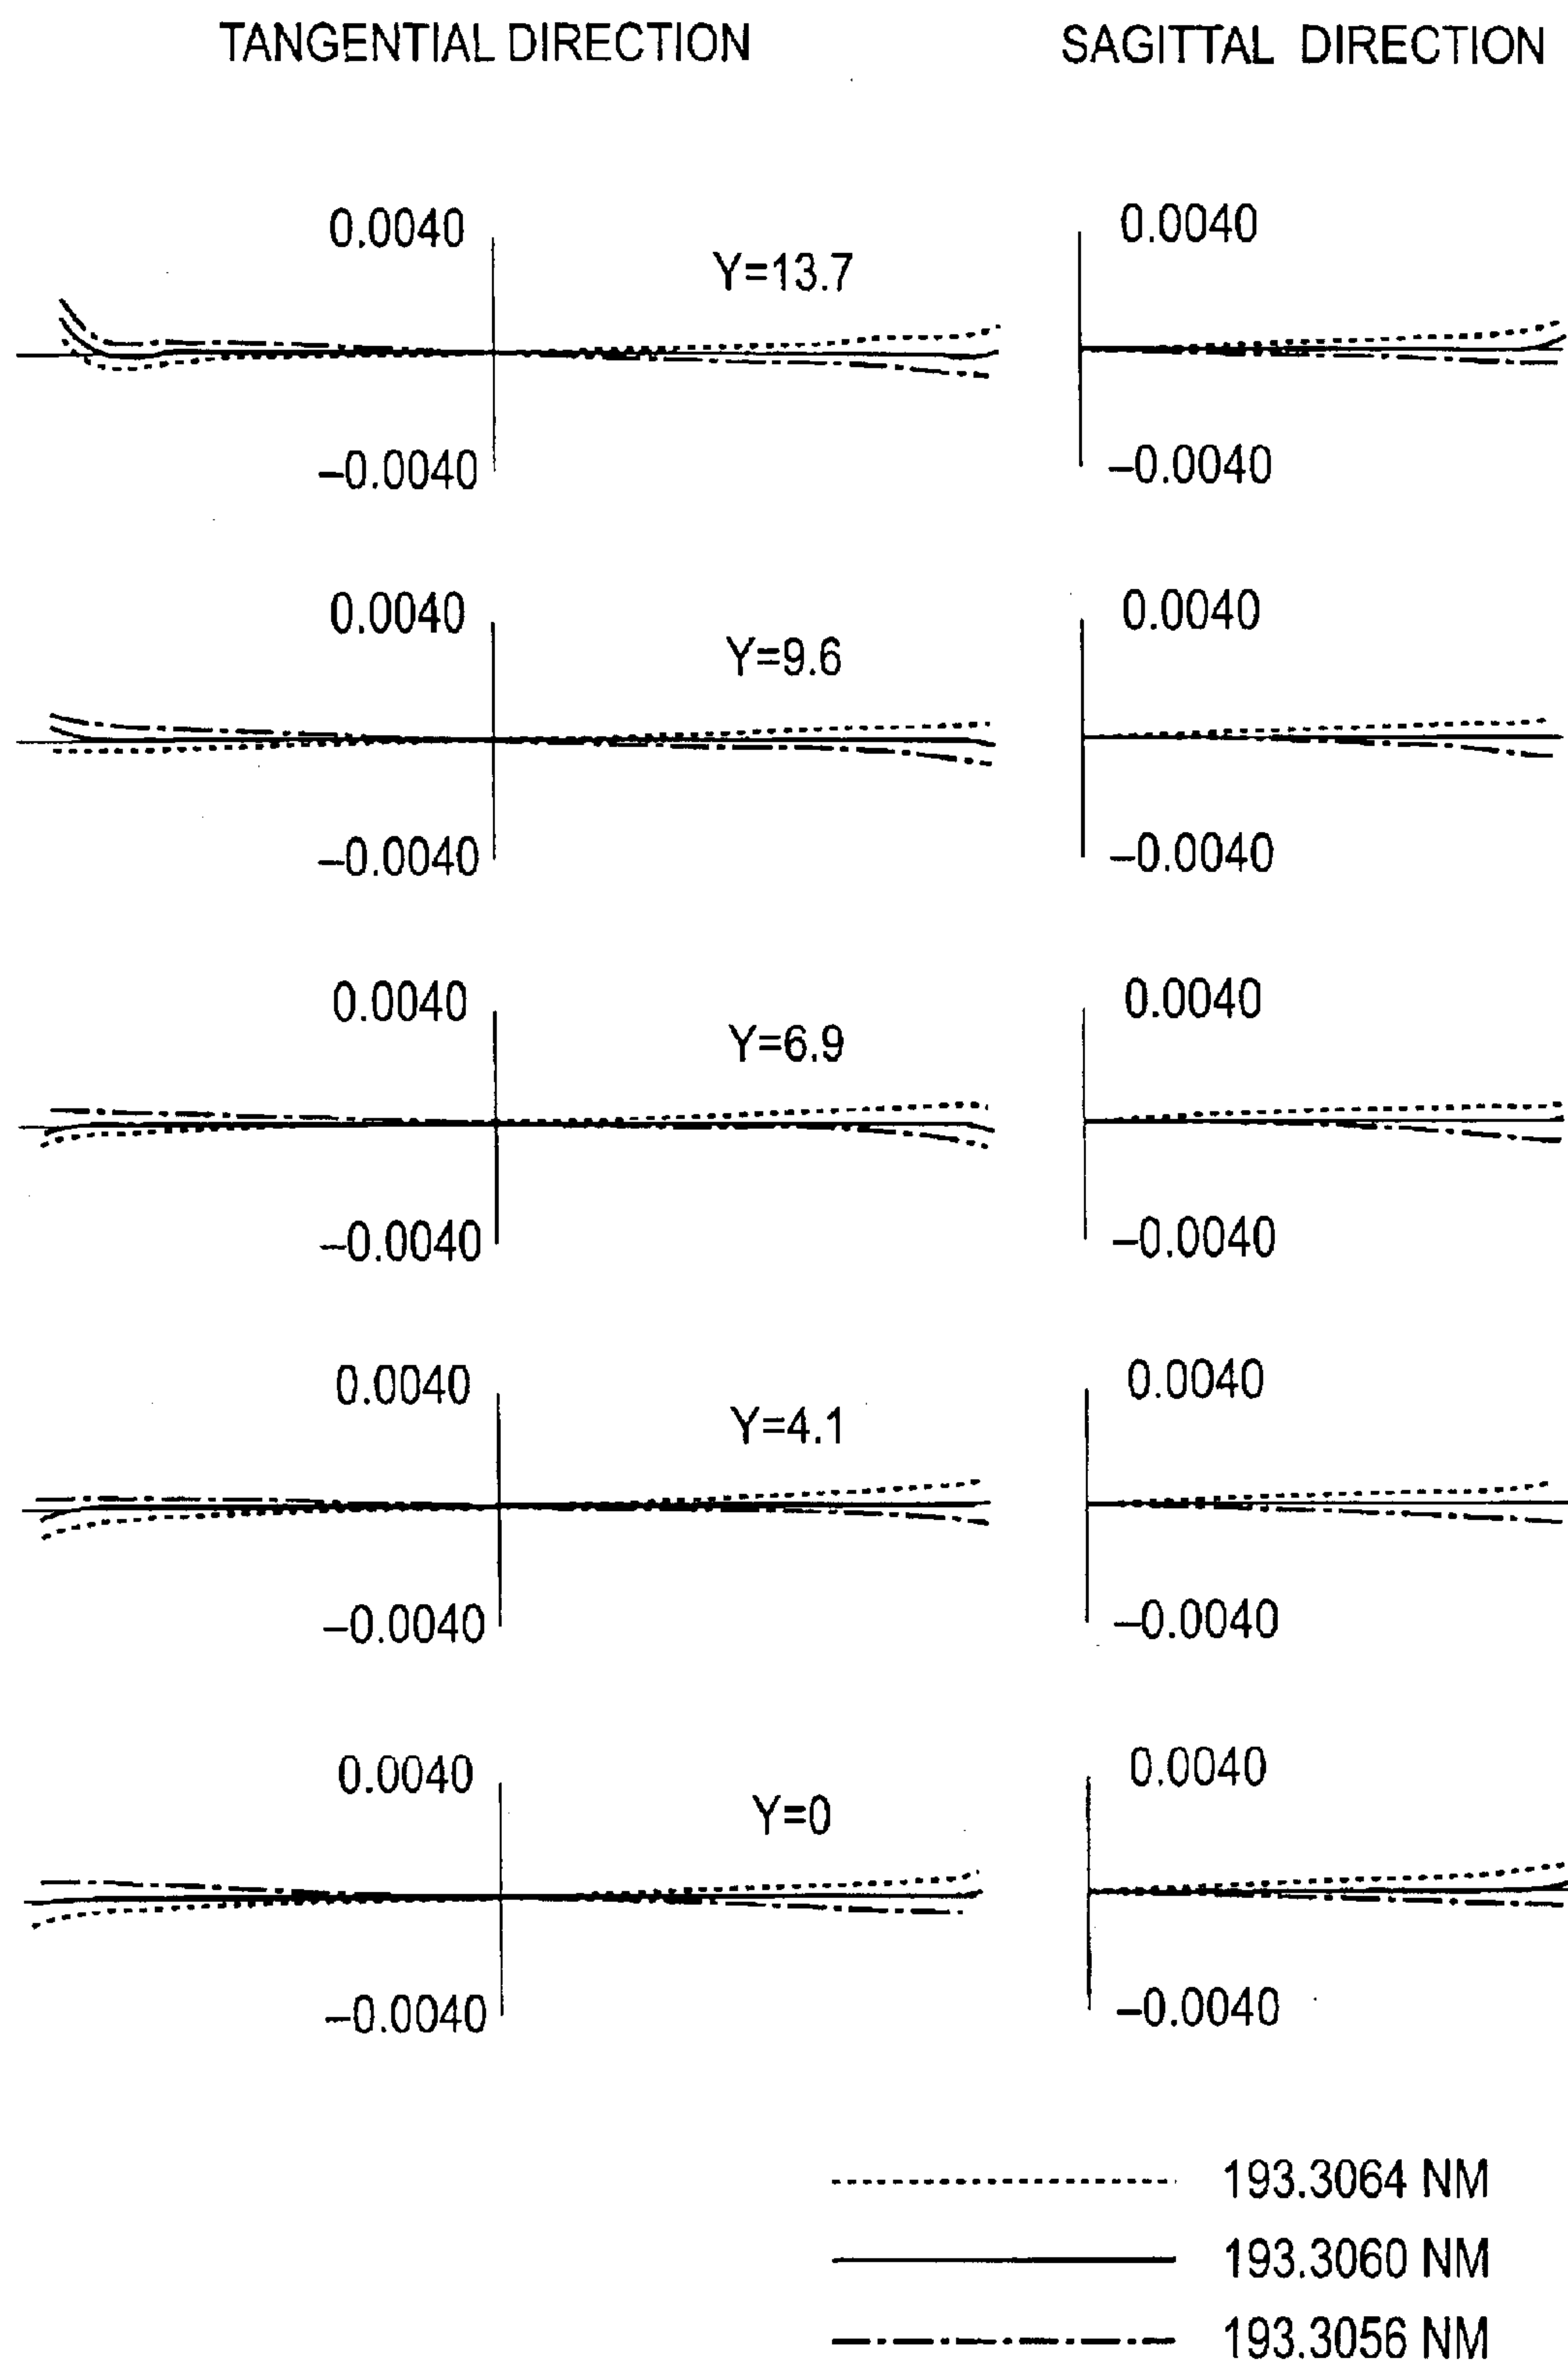 TANGENTIAL DIRECTION
SAGITTAL DIRECTION
0.0040
Y=13.7
0.0040
–0.0040
–0.0040
0.0040
Y=9.6
0.0040
–0.0040
–0.0040
0.0040
Y=6.9
0.0040
–0.0040
–0.0040
0.0040
Y=4.1
0.0040
–0.0040
–0.0040
0.0040
Y=0
0.0040
–0.0040
–0.0040
193.3064 NM
193.3060 NM
193.3056 NM